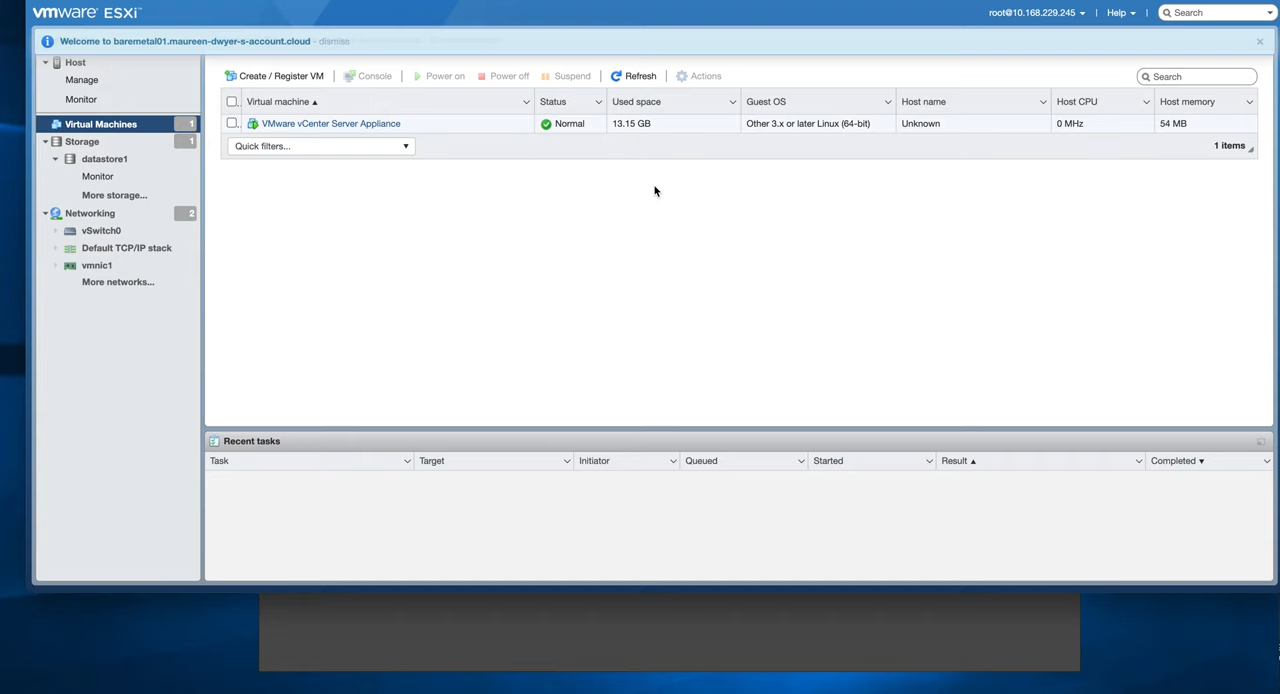 vmware ESXi™
root@10.168.229.245 | Help | Search
Welcome to baremetal01.maureen-dwyer-s-account.cloud - dismiss
Host
Manage
Monitor
Virtual Machines 1
Storage 1
datastore1
Monitor
More storage...
Networking 2
vSwitch0
Default TCP/IP stack
vmnic1
More networks...
Create / Register VM | Console | Power on Power off Suspend | Refresh | Actions
Search
Virtual machine Status Used space Guest OS Host name Host CPU Host memory
VMware vCenter Server Appliance Normal 13.15 GB Other 3.x or later Linux (64-bit) Unknown 0 MHz 54 MB
Quick filters... 1 items
Recent tasks
Task Target Initiator Queued Started Result Completed